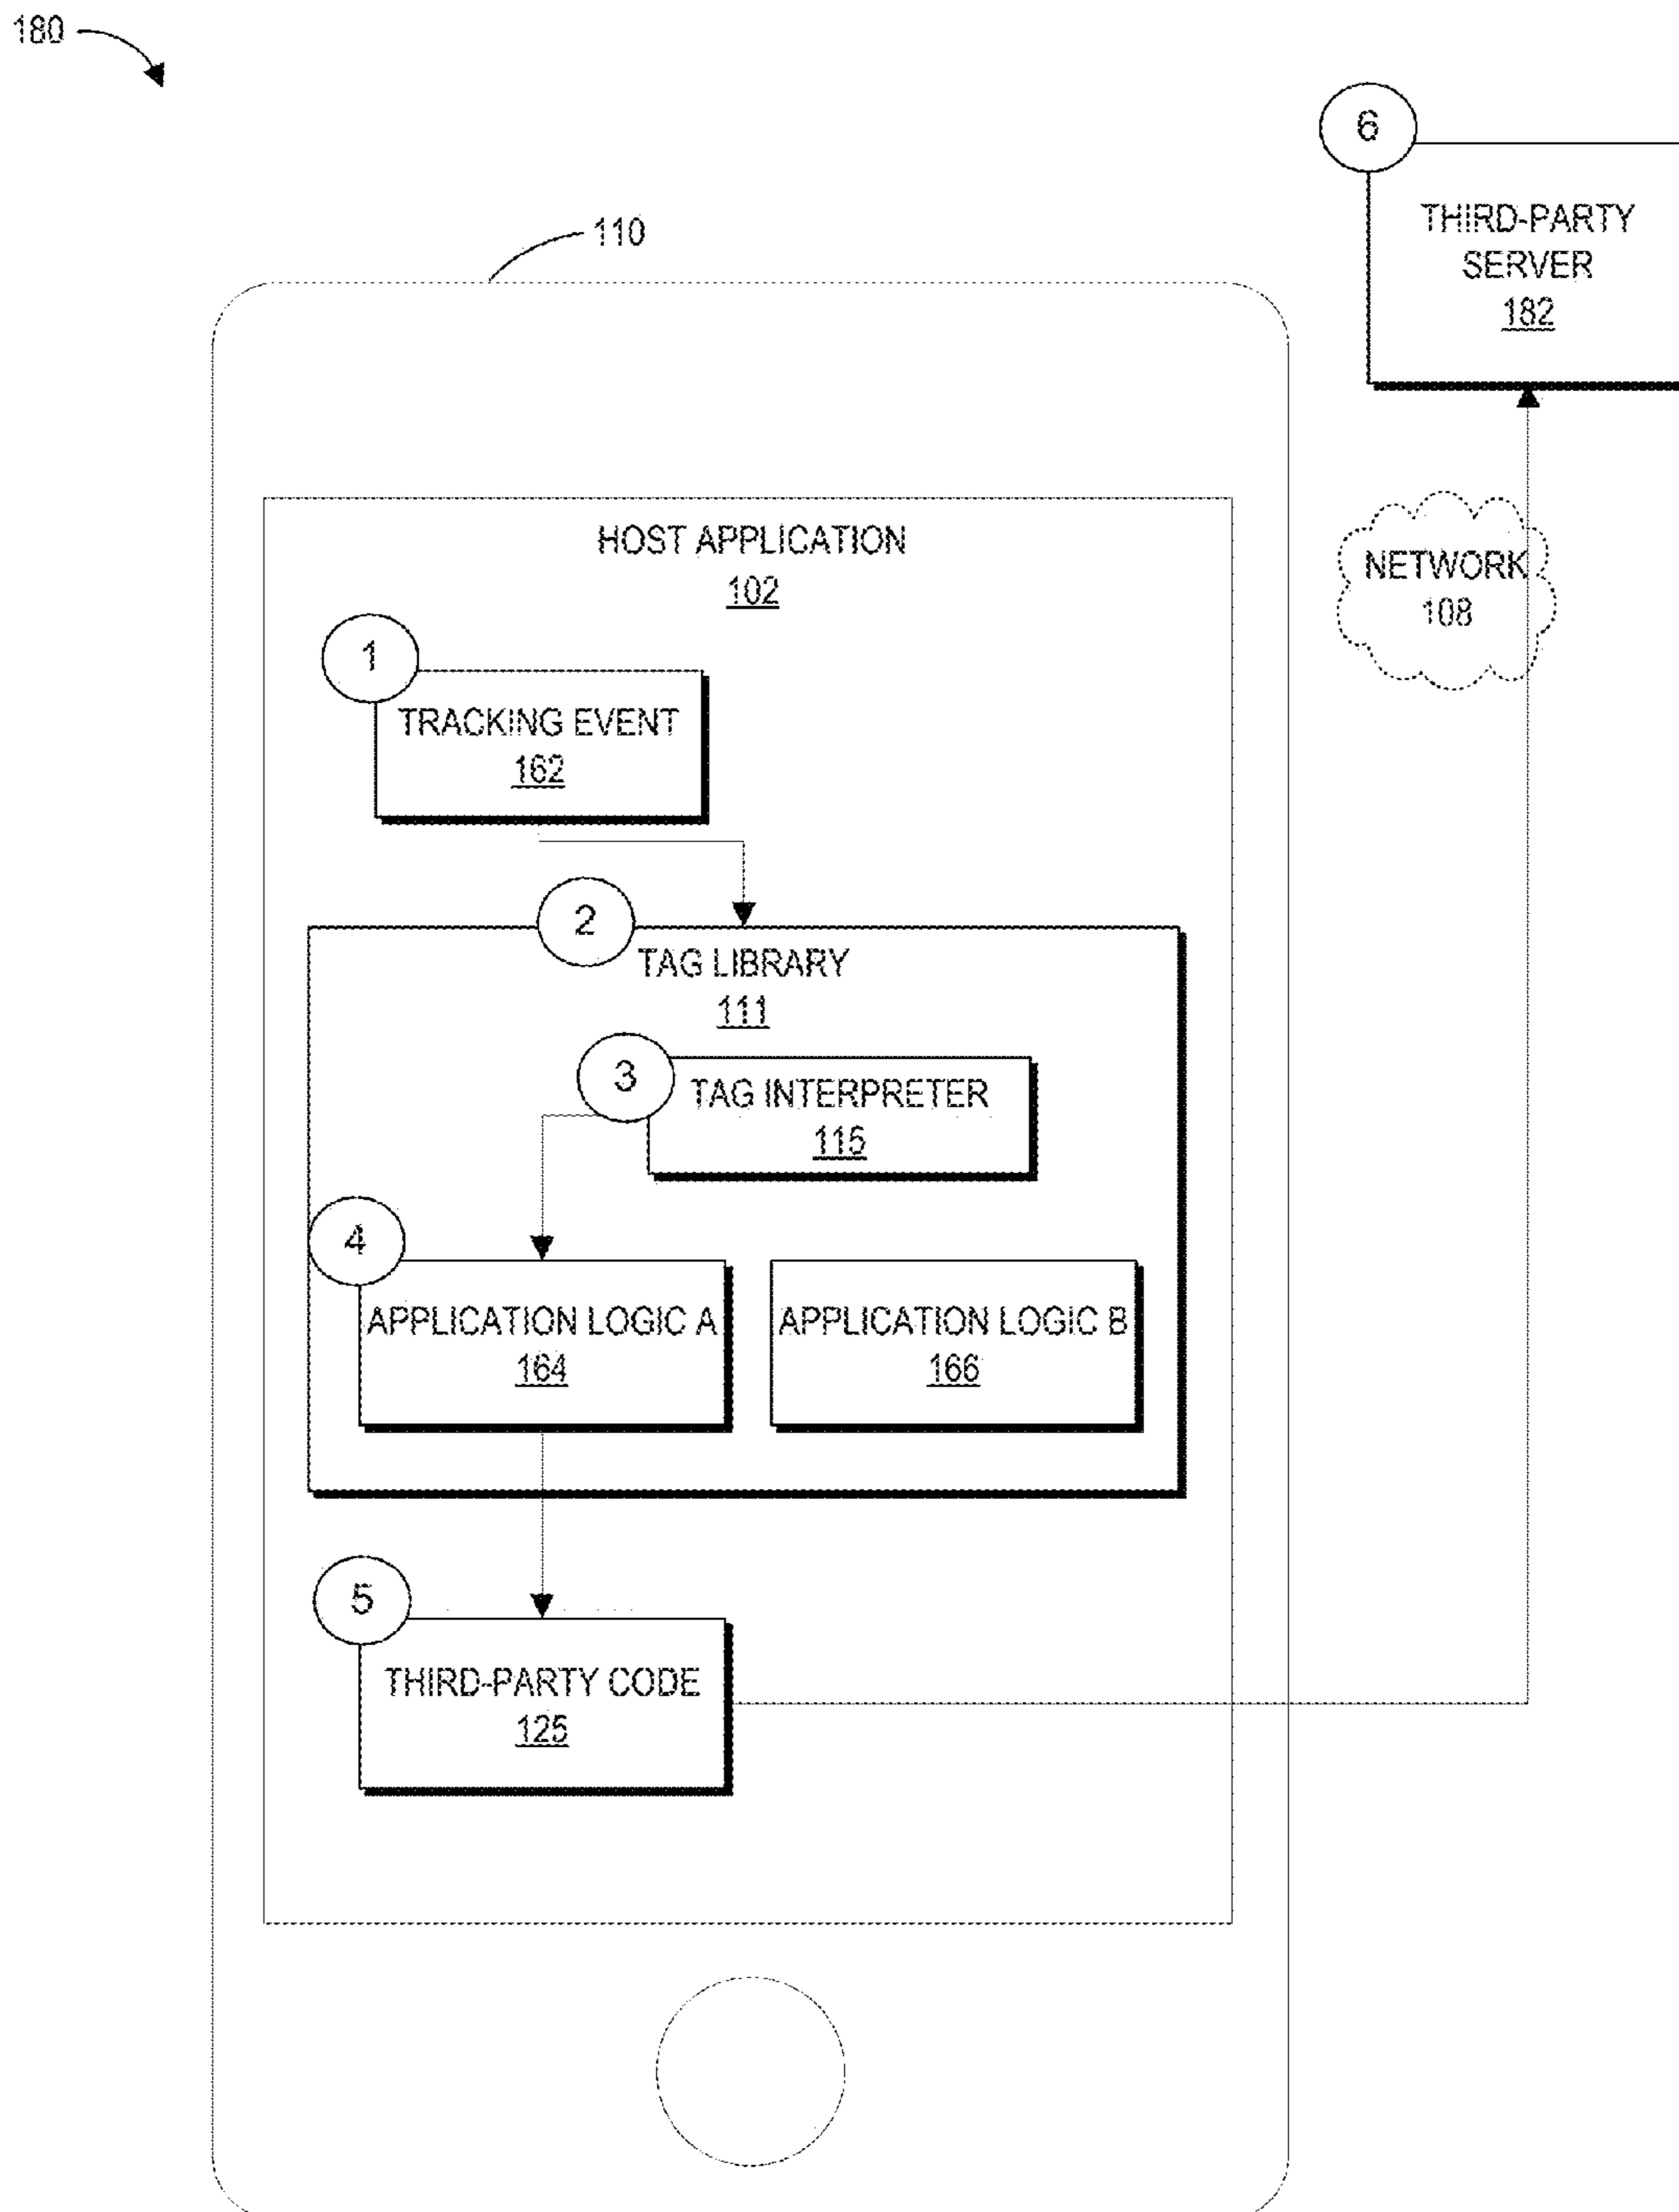 180
6
THIRD-PARTY
SERVER
182
110
HOST APPLICATION
102
NETWORK
108
1
TRACKING EVENT
162
2
TAG LIBRARY
111
3
TAG INTERPRETER
115
4
APPLICATION LOGIC A
164
APPLICATION LOGIC B
166
5
THIRD-PARTY CODE
125